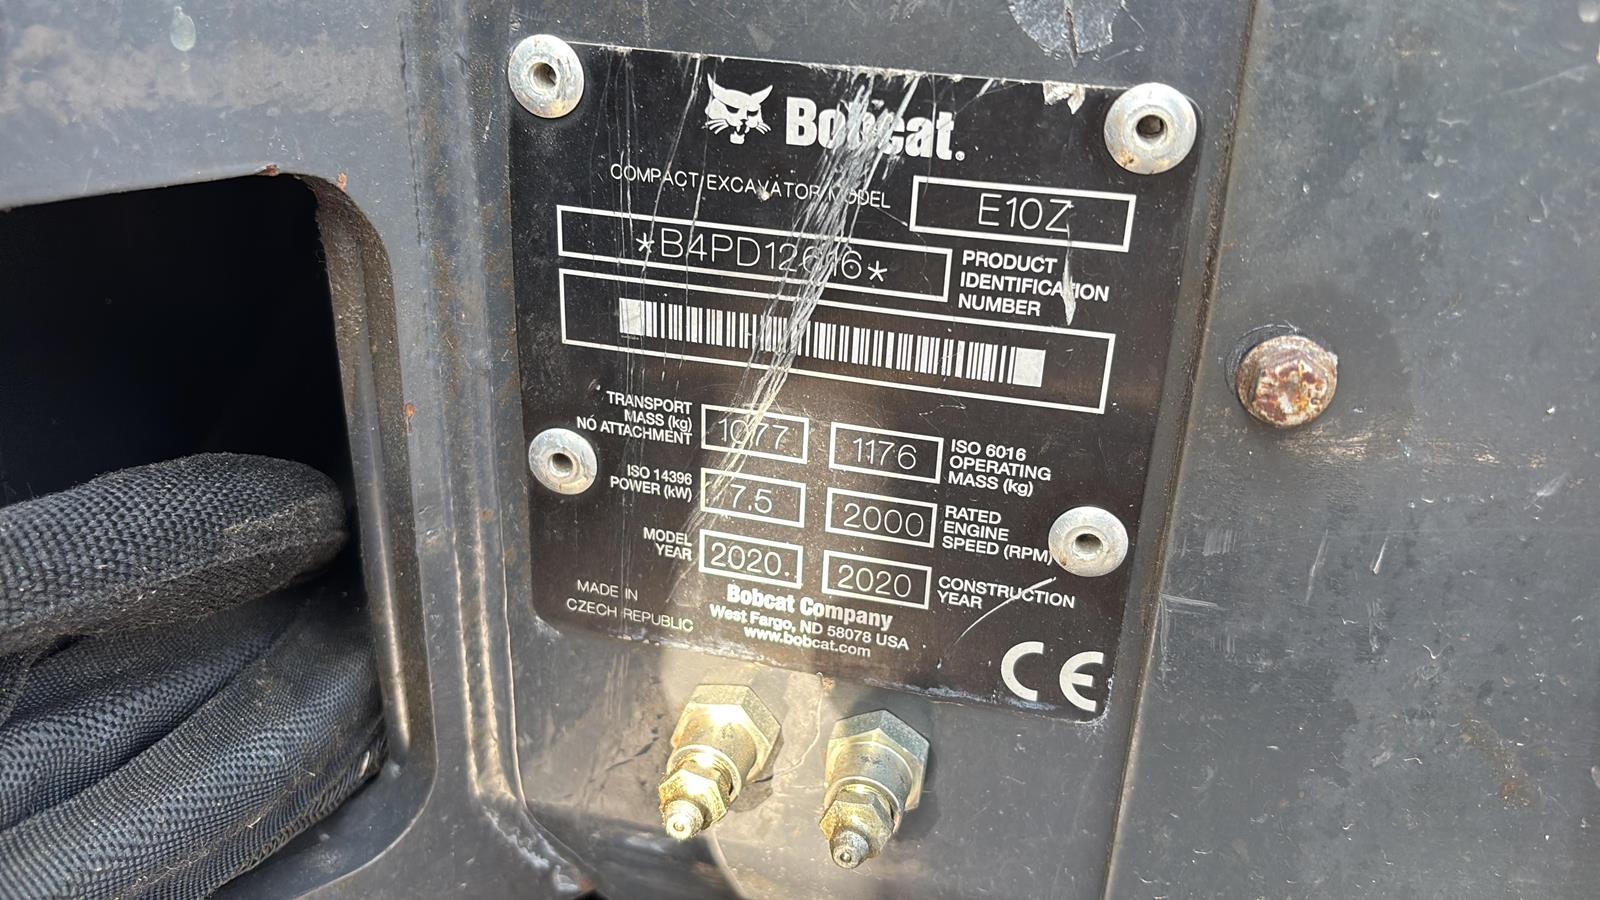 Bobcat.
COMPACT EXCAVATOR MODEL E10Z
*B4PD12616*
PRODUCT
IDENTIFICATION
NUMBER
TRANSPORT
MASS (kg)
NO ATTACHMENT
1077
1176
ISO 6016
OPERATING
MASS (kg)
ISO 14396
POWER (kW)
7.5
2000
RATED
ENGINE
SPEED (RPM)
MODEL
YEAR
2020
2020
CONSTRUCTION
YEAR
MADE IN
CZECH REPUBLIC
Bobcat Company
West Fargo, ND 58078 USA
www.bobcat.com
CE